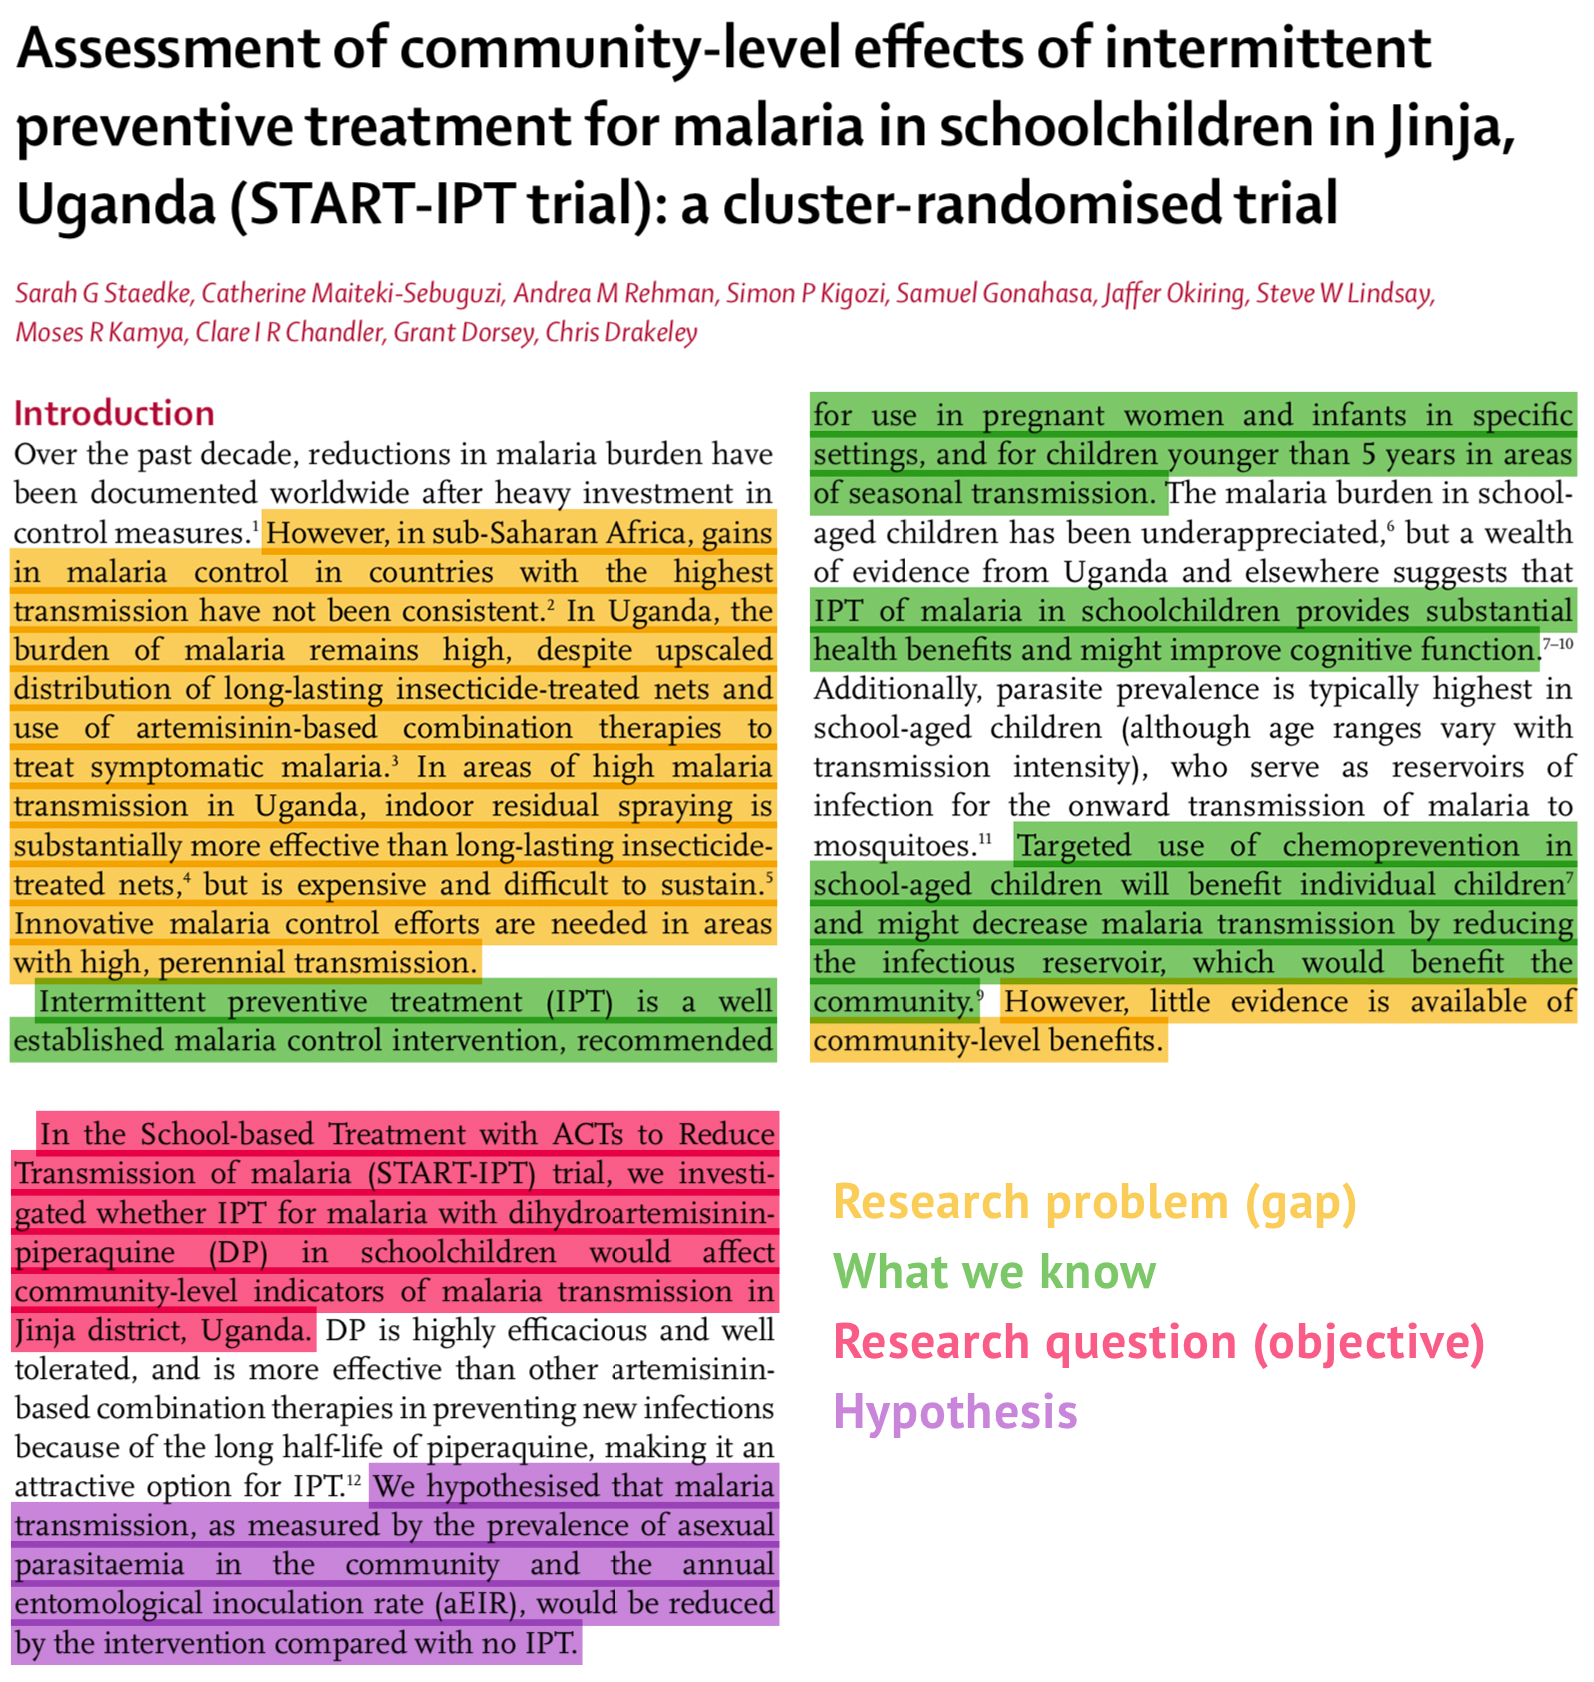 Assessment of community-level effects of intermittent
preventive treatment for malaria in schoolchildren in Jinja,
Uganda (START-IPT trial): a cluster-randomised trial
Sarah G Staedke, Catherine Maiteki-Sebuguzi, Andrea M Rehman, Simon P Kigozi, Samuel Gonahasa, Jaffer Okiring, Steve W Lindsay,
Moses R Kamya, Clare I R Chandler, Grant Dorsey, Chris Drakeley
Introduction
Over the past decade, reductions in malaria burden have
been documented worldwide after heavy investment in
control measures.¹ However, in sub-Saharan Africa, gains
in malaria control in countries with the highest
transmission have not been consistent.² In Uganda, the
burden of malaria remains high, despite upscaled
distribution of long-lasting insecticide-treated nets and
use of artemisinin-based combination therapies to
treat symptomatic malaria.³ In areas of high malaria
transmission in Uganda, indoor residual spraying is
substantially more effective than long-lasting insecticide-
treated nets,⁴ but is expensive and difficult to sustain.⁵
Innovative malaria control efforts are needed in areas
with high, perennial transmission.
Intermittent preventive treatment (IPT) is a well
established malaria control intervention, recommended
for use in pregnant women and infants in specific
settings, and for children younger than 5 years in areas
of seasonal transmission. The malaria burden in school-
aged children has been underappreciated,⁶ but a wealth
of evidence from Uganda and elsewhere suggests that
IPT of malaria in schoolchildren provides substantial
health benefits and might improve cognitive function.⁷⁻¹⁰
Additionally, parasite prevalence is typically highest in
school-aged children (although age ranges vary with
transmission intensity), who serve as reservoirs of
infection for the onward transmission of malaria to
mosquitoes.¹¹ Targeted use of chemoprevention in
school-aged children will benefit individual children⁷
and might decrease malaria transmission by reducing
the infectious reservoir, which would benefit the
community.⁹ However, little evidence is available of
community-level benefits.
In the School-based Treatment with ACTs to Reduce
Transmission of malaria (START-IPT) trial, we investi-
gated whether IPT for malaria with dihydroartemisinin-
piperaquine (DP) in schoolchildren would affect
community-level indicators of malaria transmission in
Jinja district, Uganda. DP is highly efficacious and well
tolerated, and is more effective than other artemisinin-
based combination therapies in preventing new infections
because of the long half-life of piperaquine, making it an
attractive option for IPT.¹² We hypothesised that malaria
transmission, as measured by the prevalence of asexual
parasitaemia in the community and the annual
entomological inoculation rate (aEIR), would be reduced
by the intervention compared with no IPT.
Research problem (gap)
What we know
Research question (objective)
Hypothesis